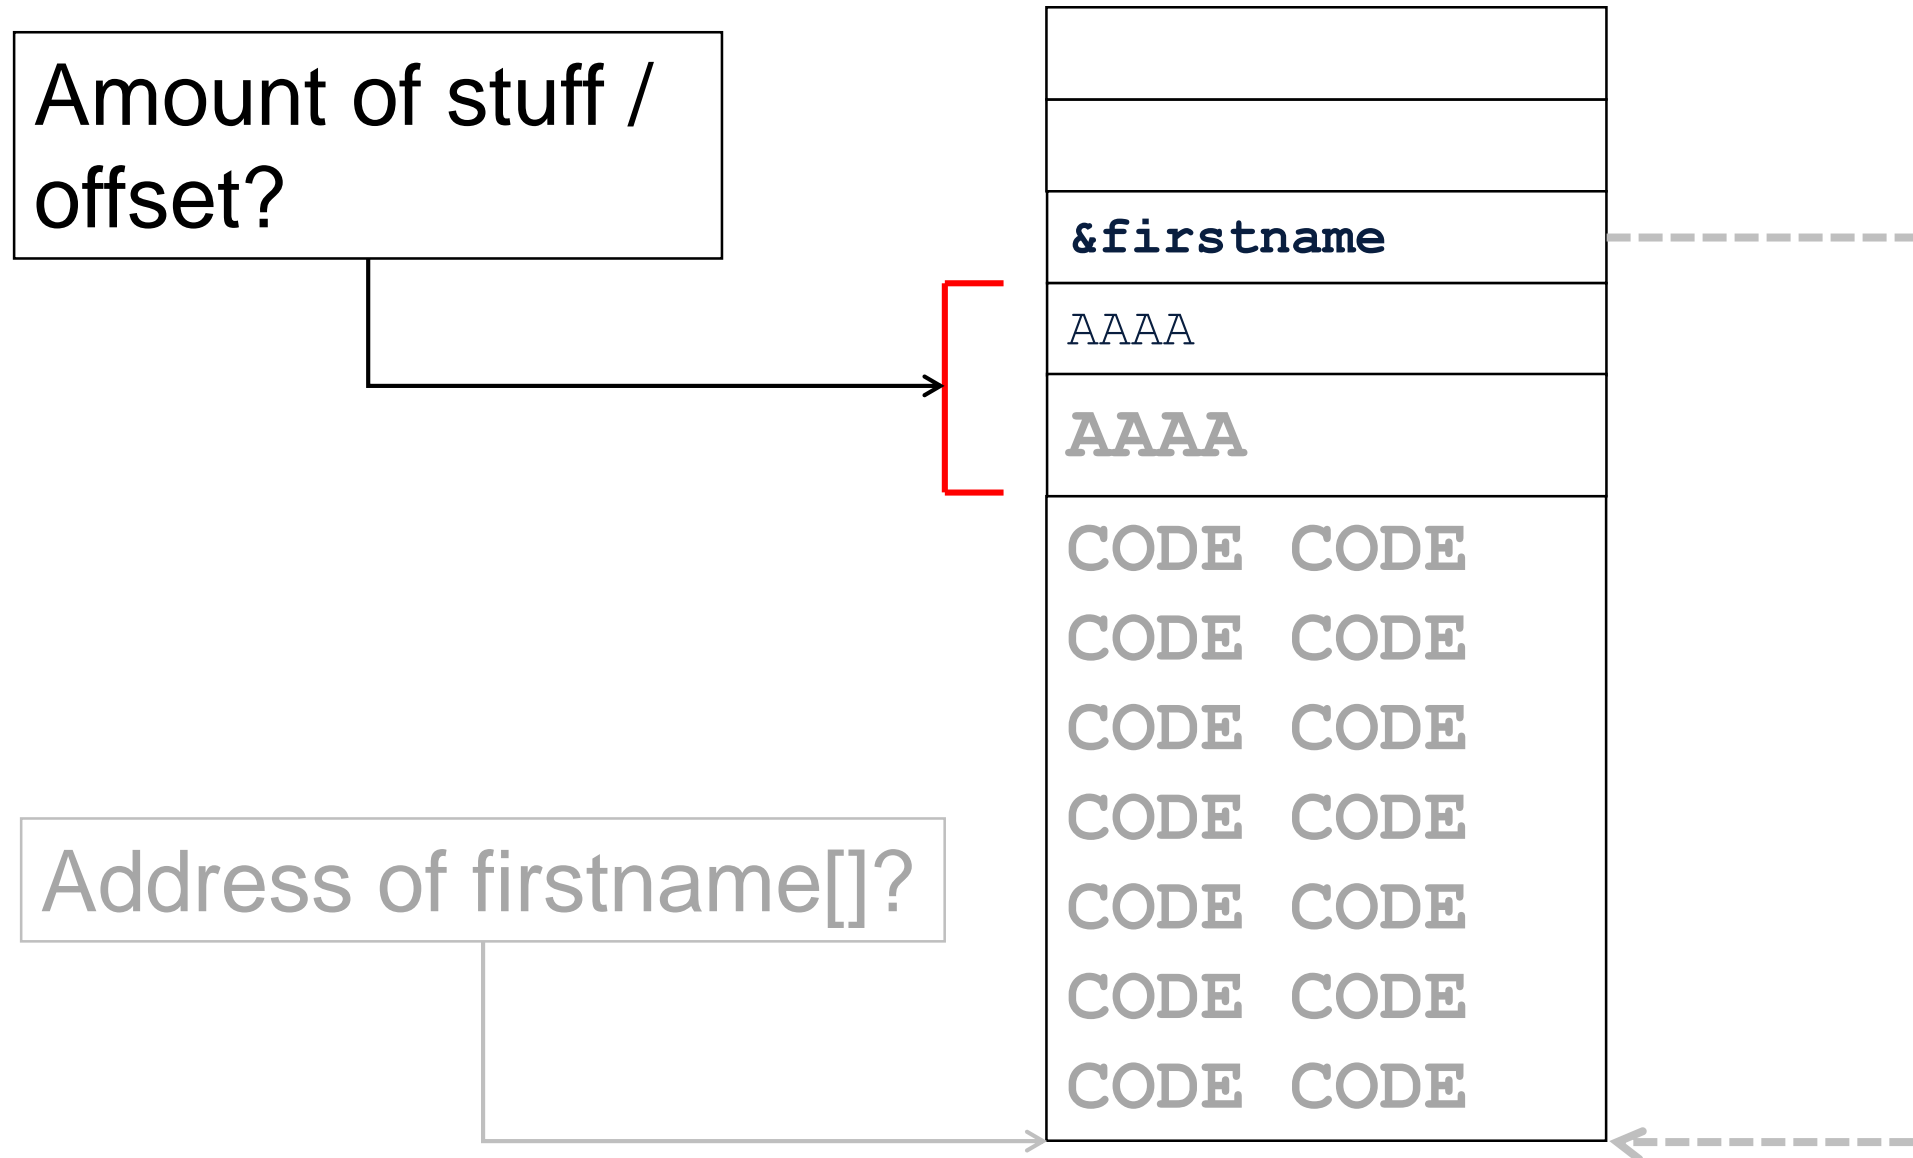 Amount of stuff /
offset?
&firstname
AAAA
AAAA
CODE CODE
CODE CODE
CODE CODE
CODE CODE
CODE CODE
CODE CODE
CODE CODE
Address of firstname[]?